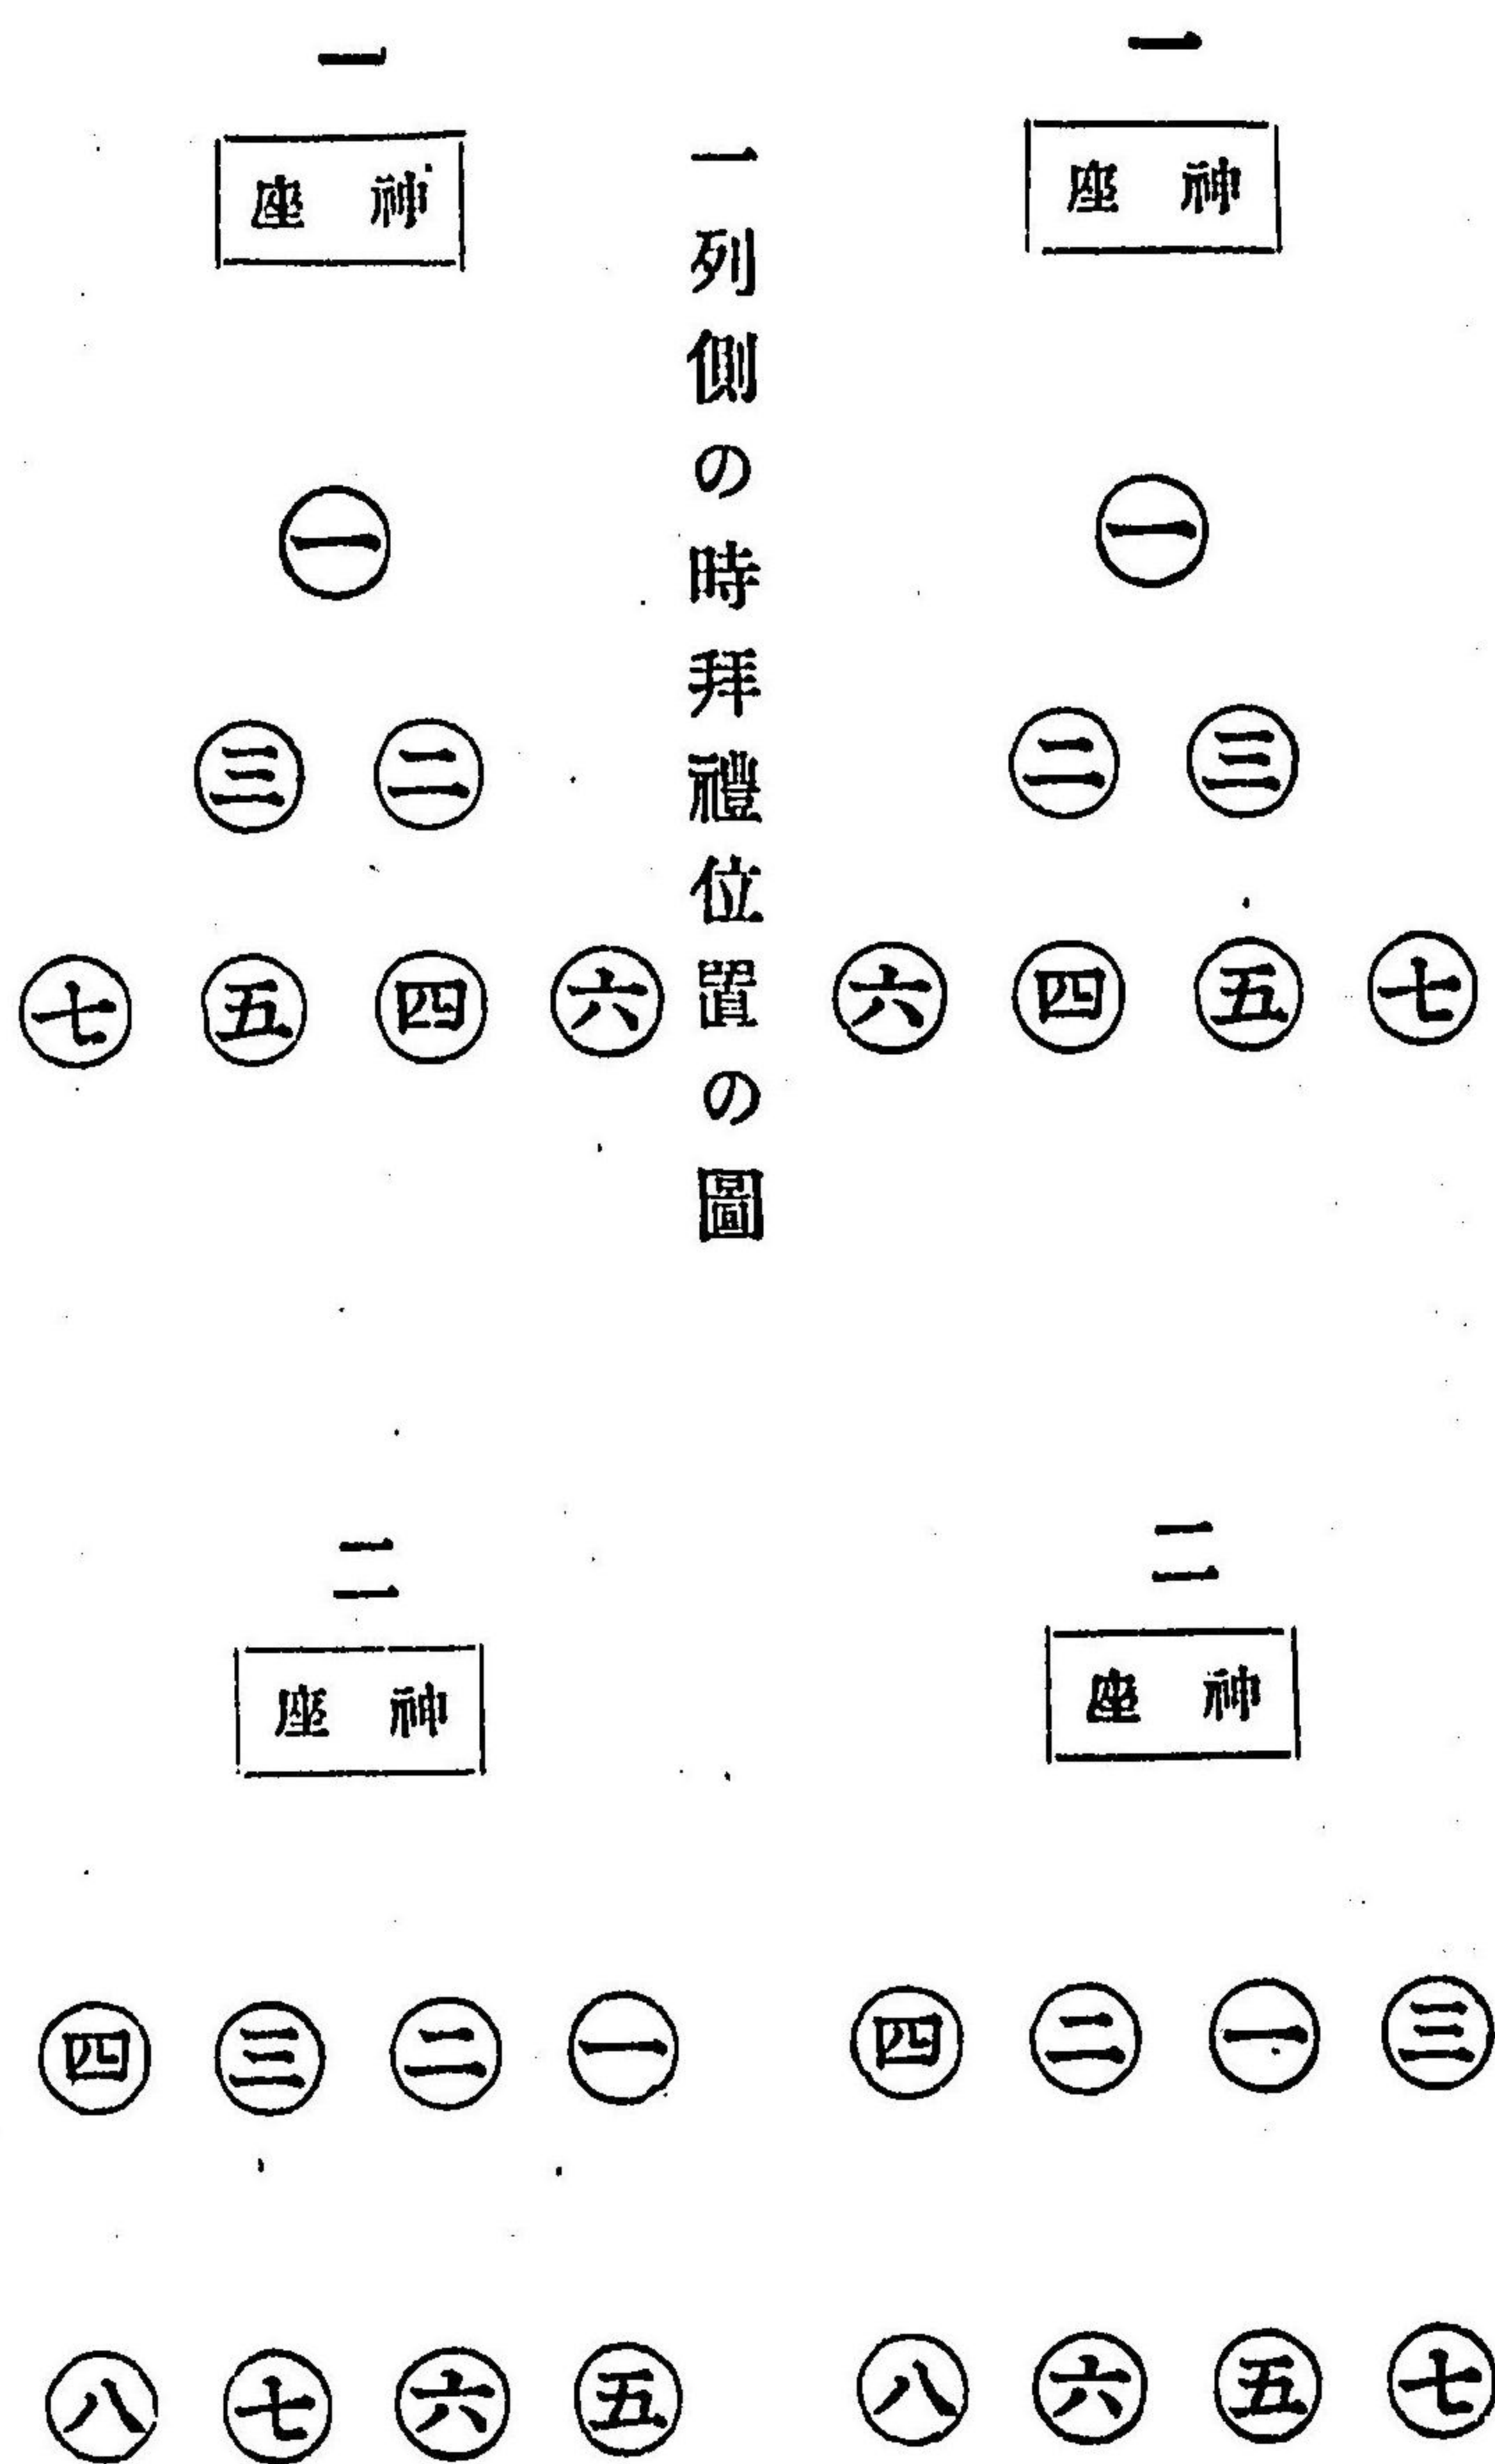 一
神座
一
三 二
七 五 四 六
二
神座
三 一 二 四
七 五 六 八
一列側の時拜禮位置の圖
一
神座
一
二 三
六 四 五 七
二
神座
一 二 三 四
五 六 七 八